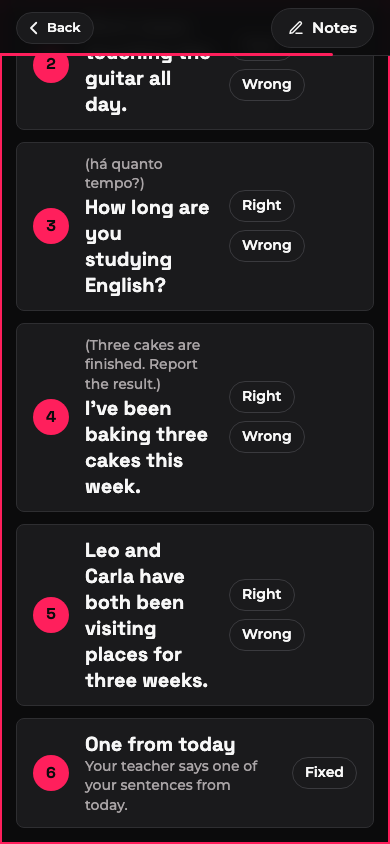 Back
Notes
2
touching the
guitar all
day.
Wrong
3
(há quanto
tempo?)
How long are
you
studying
English?
Right
Wrong
4
(Three cakes are
finished. Report
the result.)
I've been
baking three
cakes this
week.
Right
Wrong
5
Leo and
Carla have
both been
visiting
places for
three weeks.
Right
Wrong
6
One from today
Your teacher says one of
your sentences from
today.
Fixed